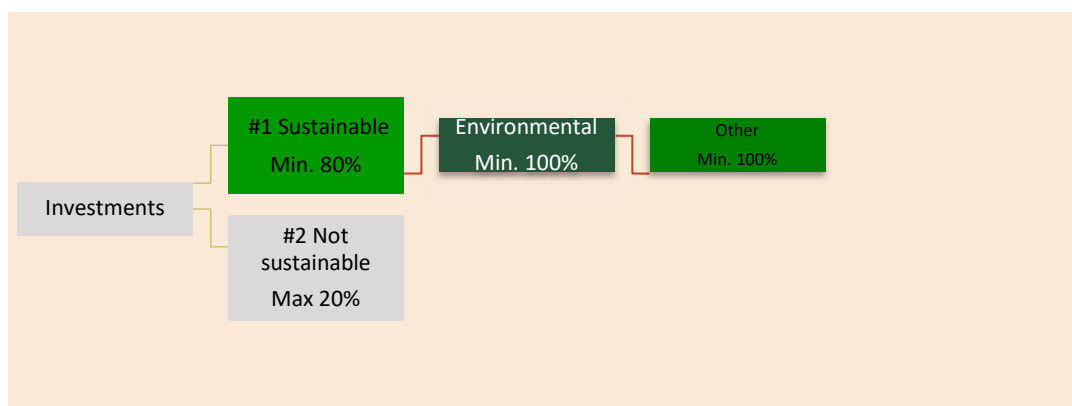 Investments
#1 Sustainable
Min. 80%
#2 Not
sustainable
Max 20%
Environmental
Min. 100%
Other
Min. 100%